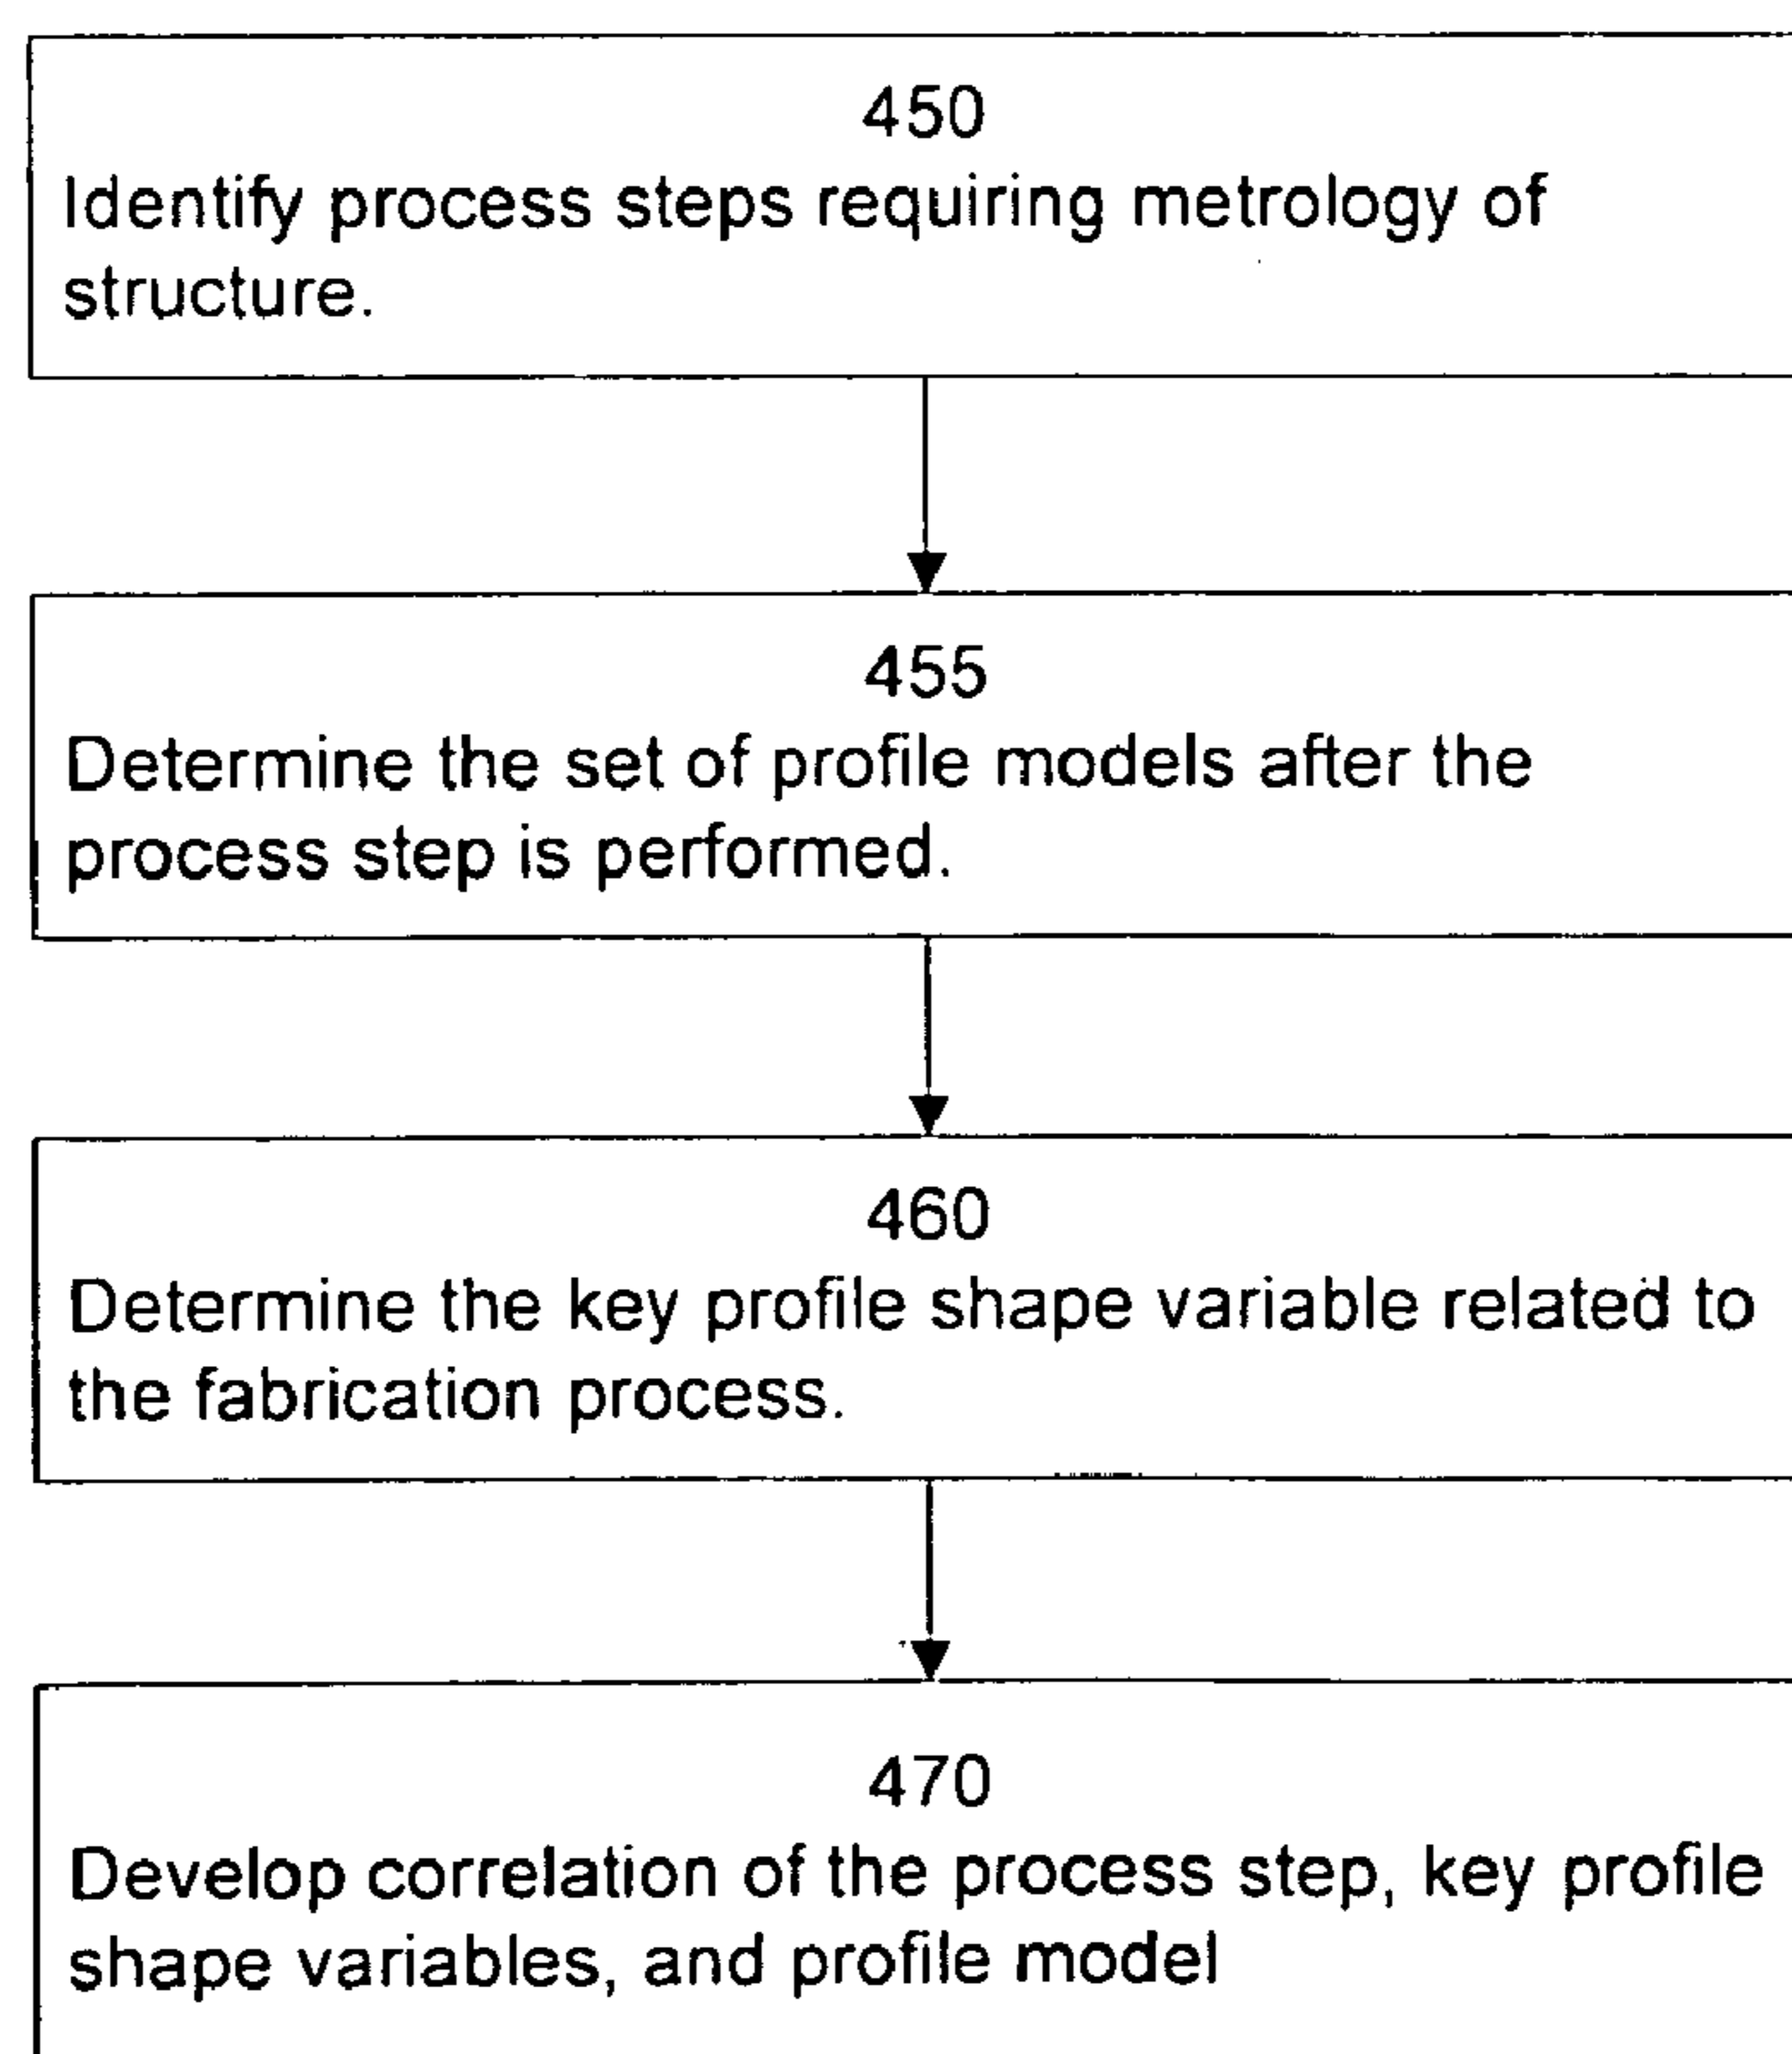 450
Identify process steps requiring metrology of
structure.
455
Determine the set of profile models after the
process step is performed.
460
Determine the key profile shape variable related to
the fabrication process.
470
Develop correlation of the process step, key profile
shape variables, and profile model